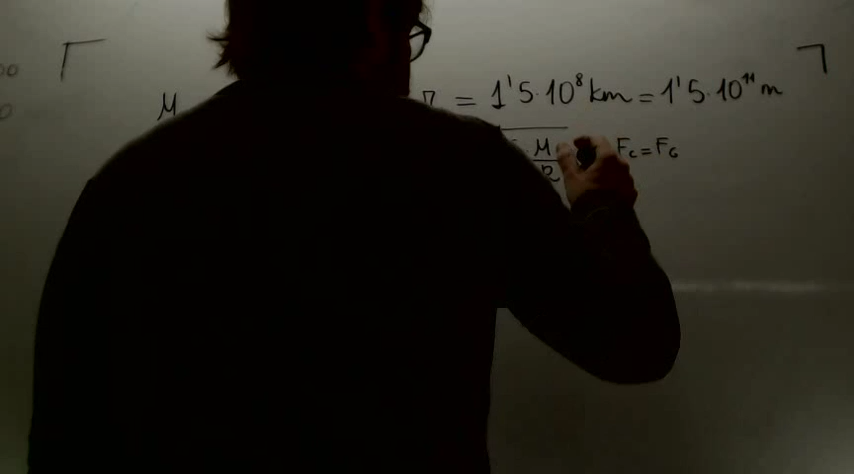 M = 1'5·10⁸ km = 1'5·10¹¹ m
· M / R Fc = FG